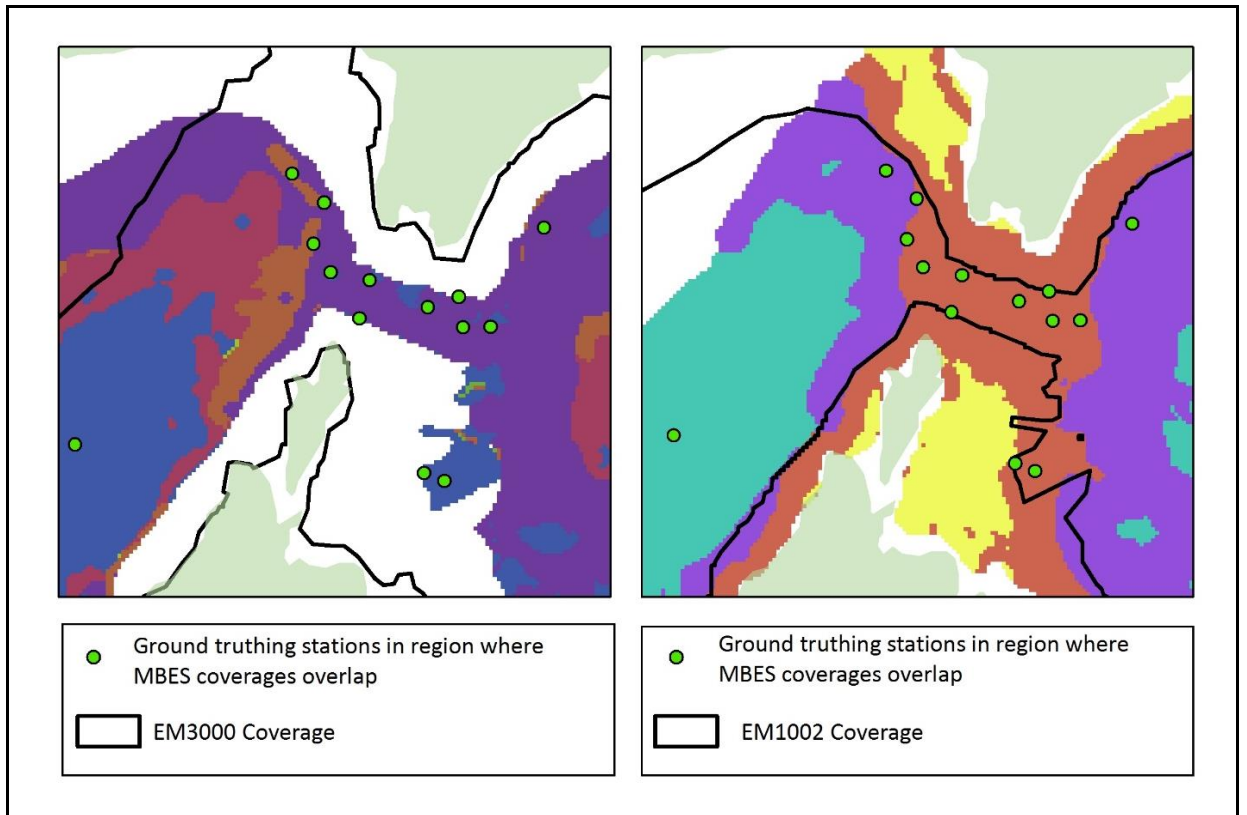 Ground truthing stations in region where
MBES coverages overlap
EM3000 Coverage
Ground truthing stations in region where
MBES coverages overlap
EM1002 Coverage